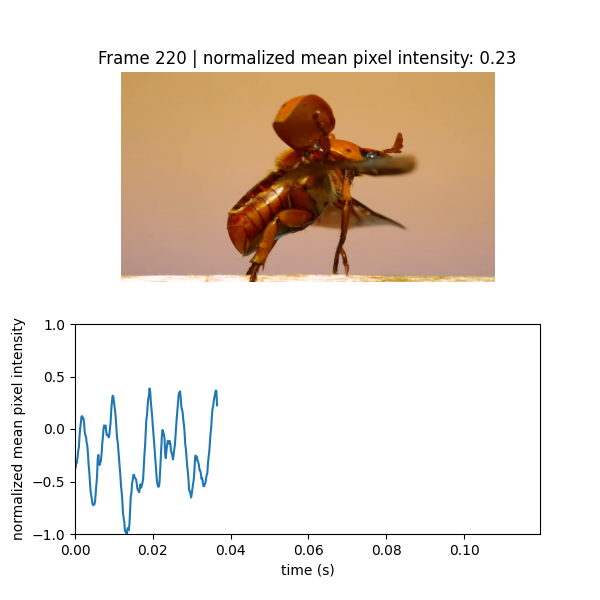 Frame 220 | normalized mean pixel intensity: 0.23
1.0
0.5
0.0
−0.5
−1.0
normalized mean pixel intensity
0.00 0.02 0.04 0.06 0.08 0.10
time (s)